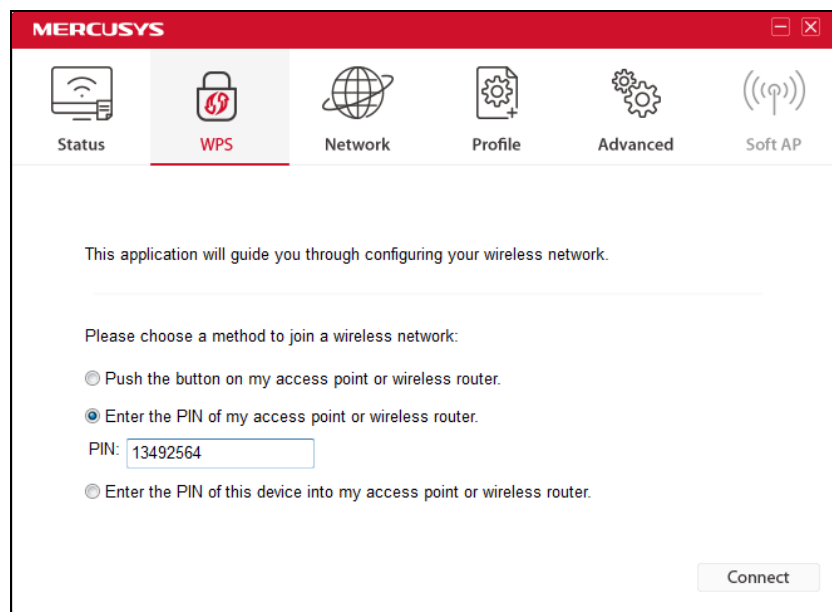 MERCUSYS
Status WPS Network Profile Advanced Soft AP
This application will guide you through configuring your wireless network.
Please choose a method to join a wireless network:
Push the button on my access point or wireless router.
Enter the PIN of my access point or wireless router.
PIN: 13492564
Enter the PIN of this device into my access point or wireless router.
Connect